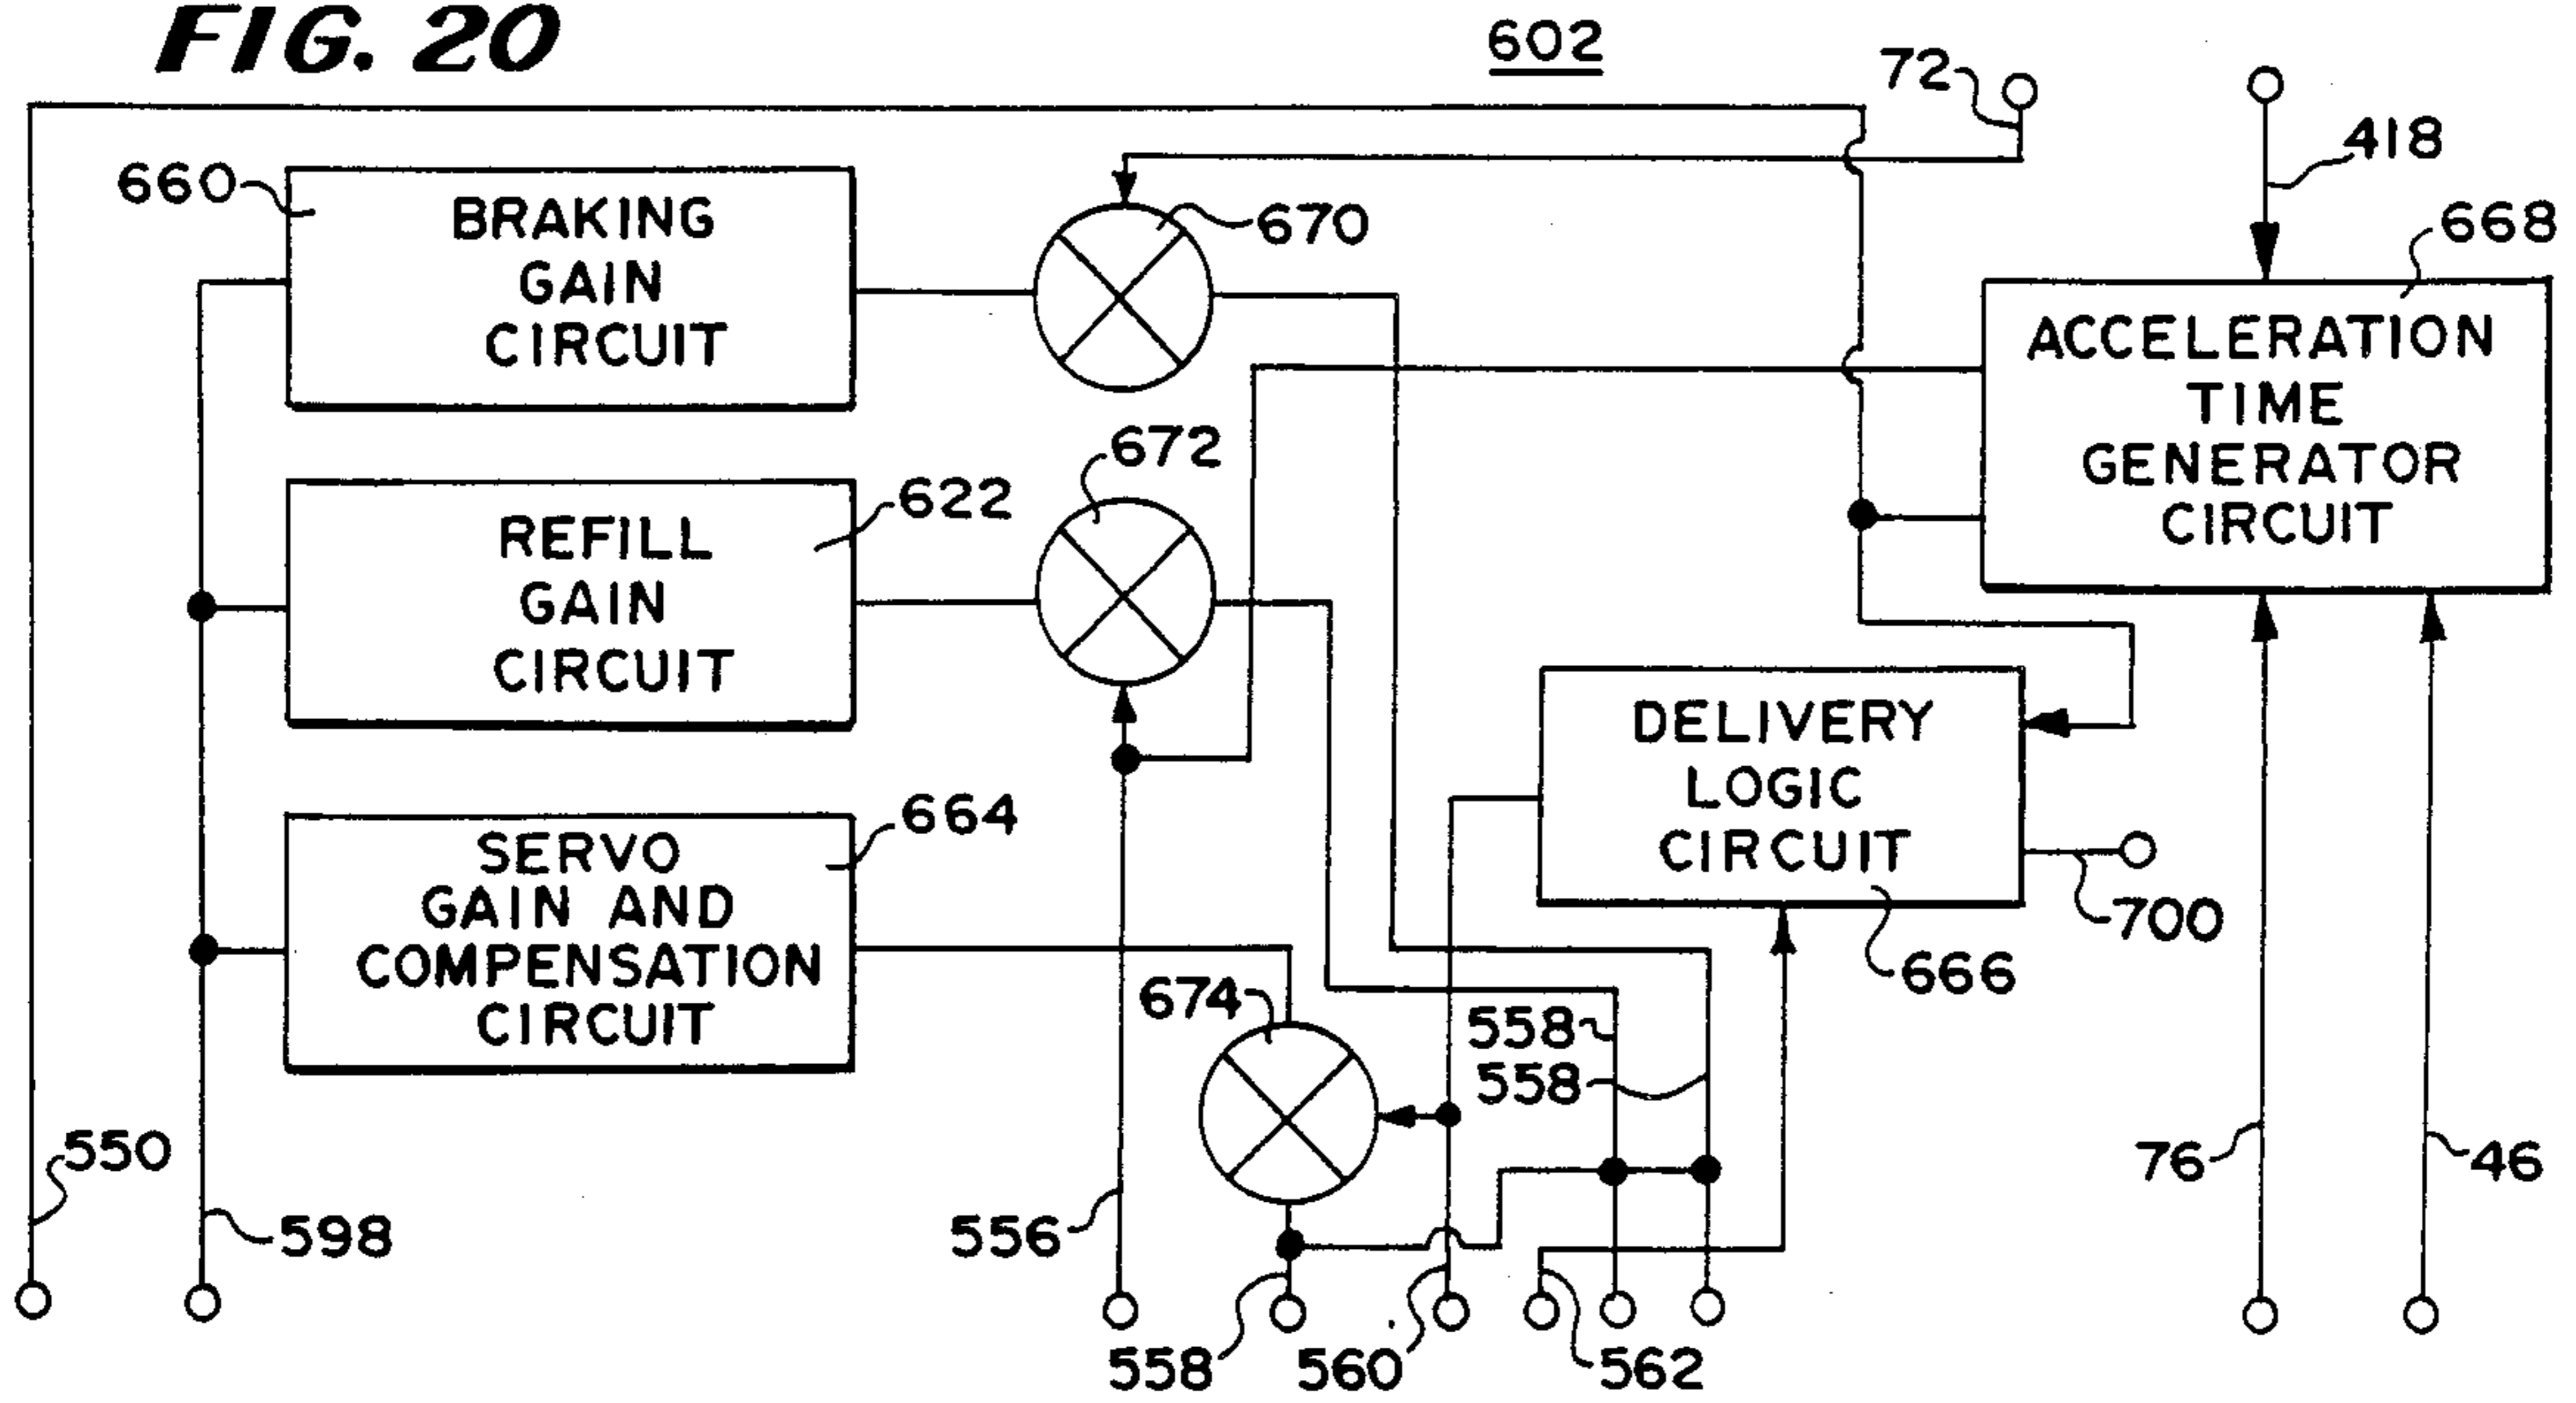 FIG. 20
602
72
418
660
BRAKING
GAIN
CIRCUIT
670
668
ACCELERATION
TIME
GENERATOR
CIRCUIT
672
622
REFILL
GAIN
CIRCUIT
DELIVERY
LOGIC
CIRCUIT
664
SERVO
GAIN AND
COMPENSATION
CIRCUIT
700
666
674
558
558
550
598
556
76
46
558
560
562